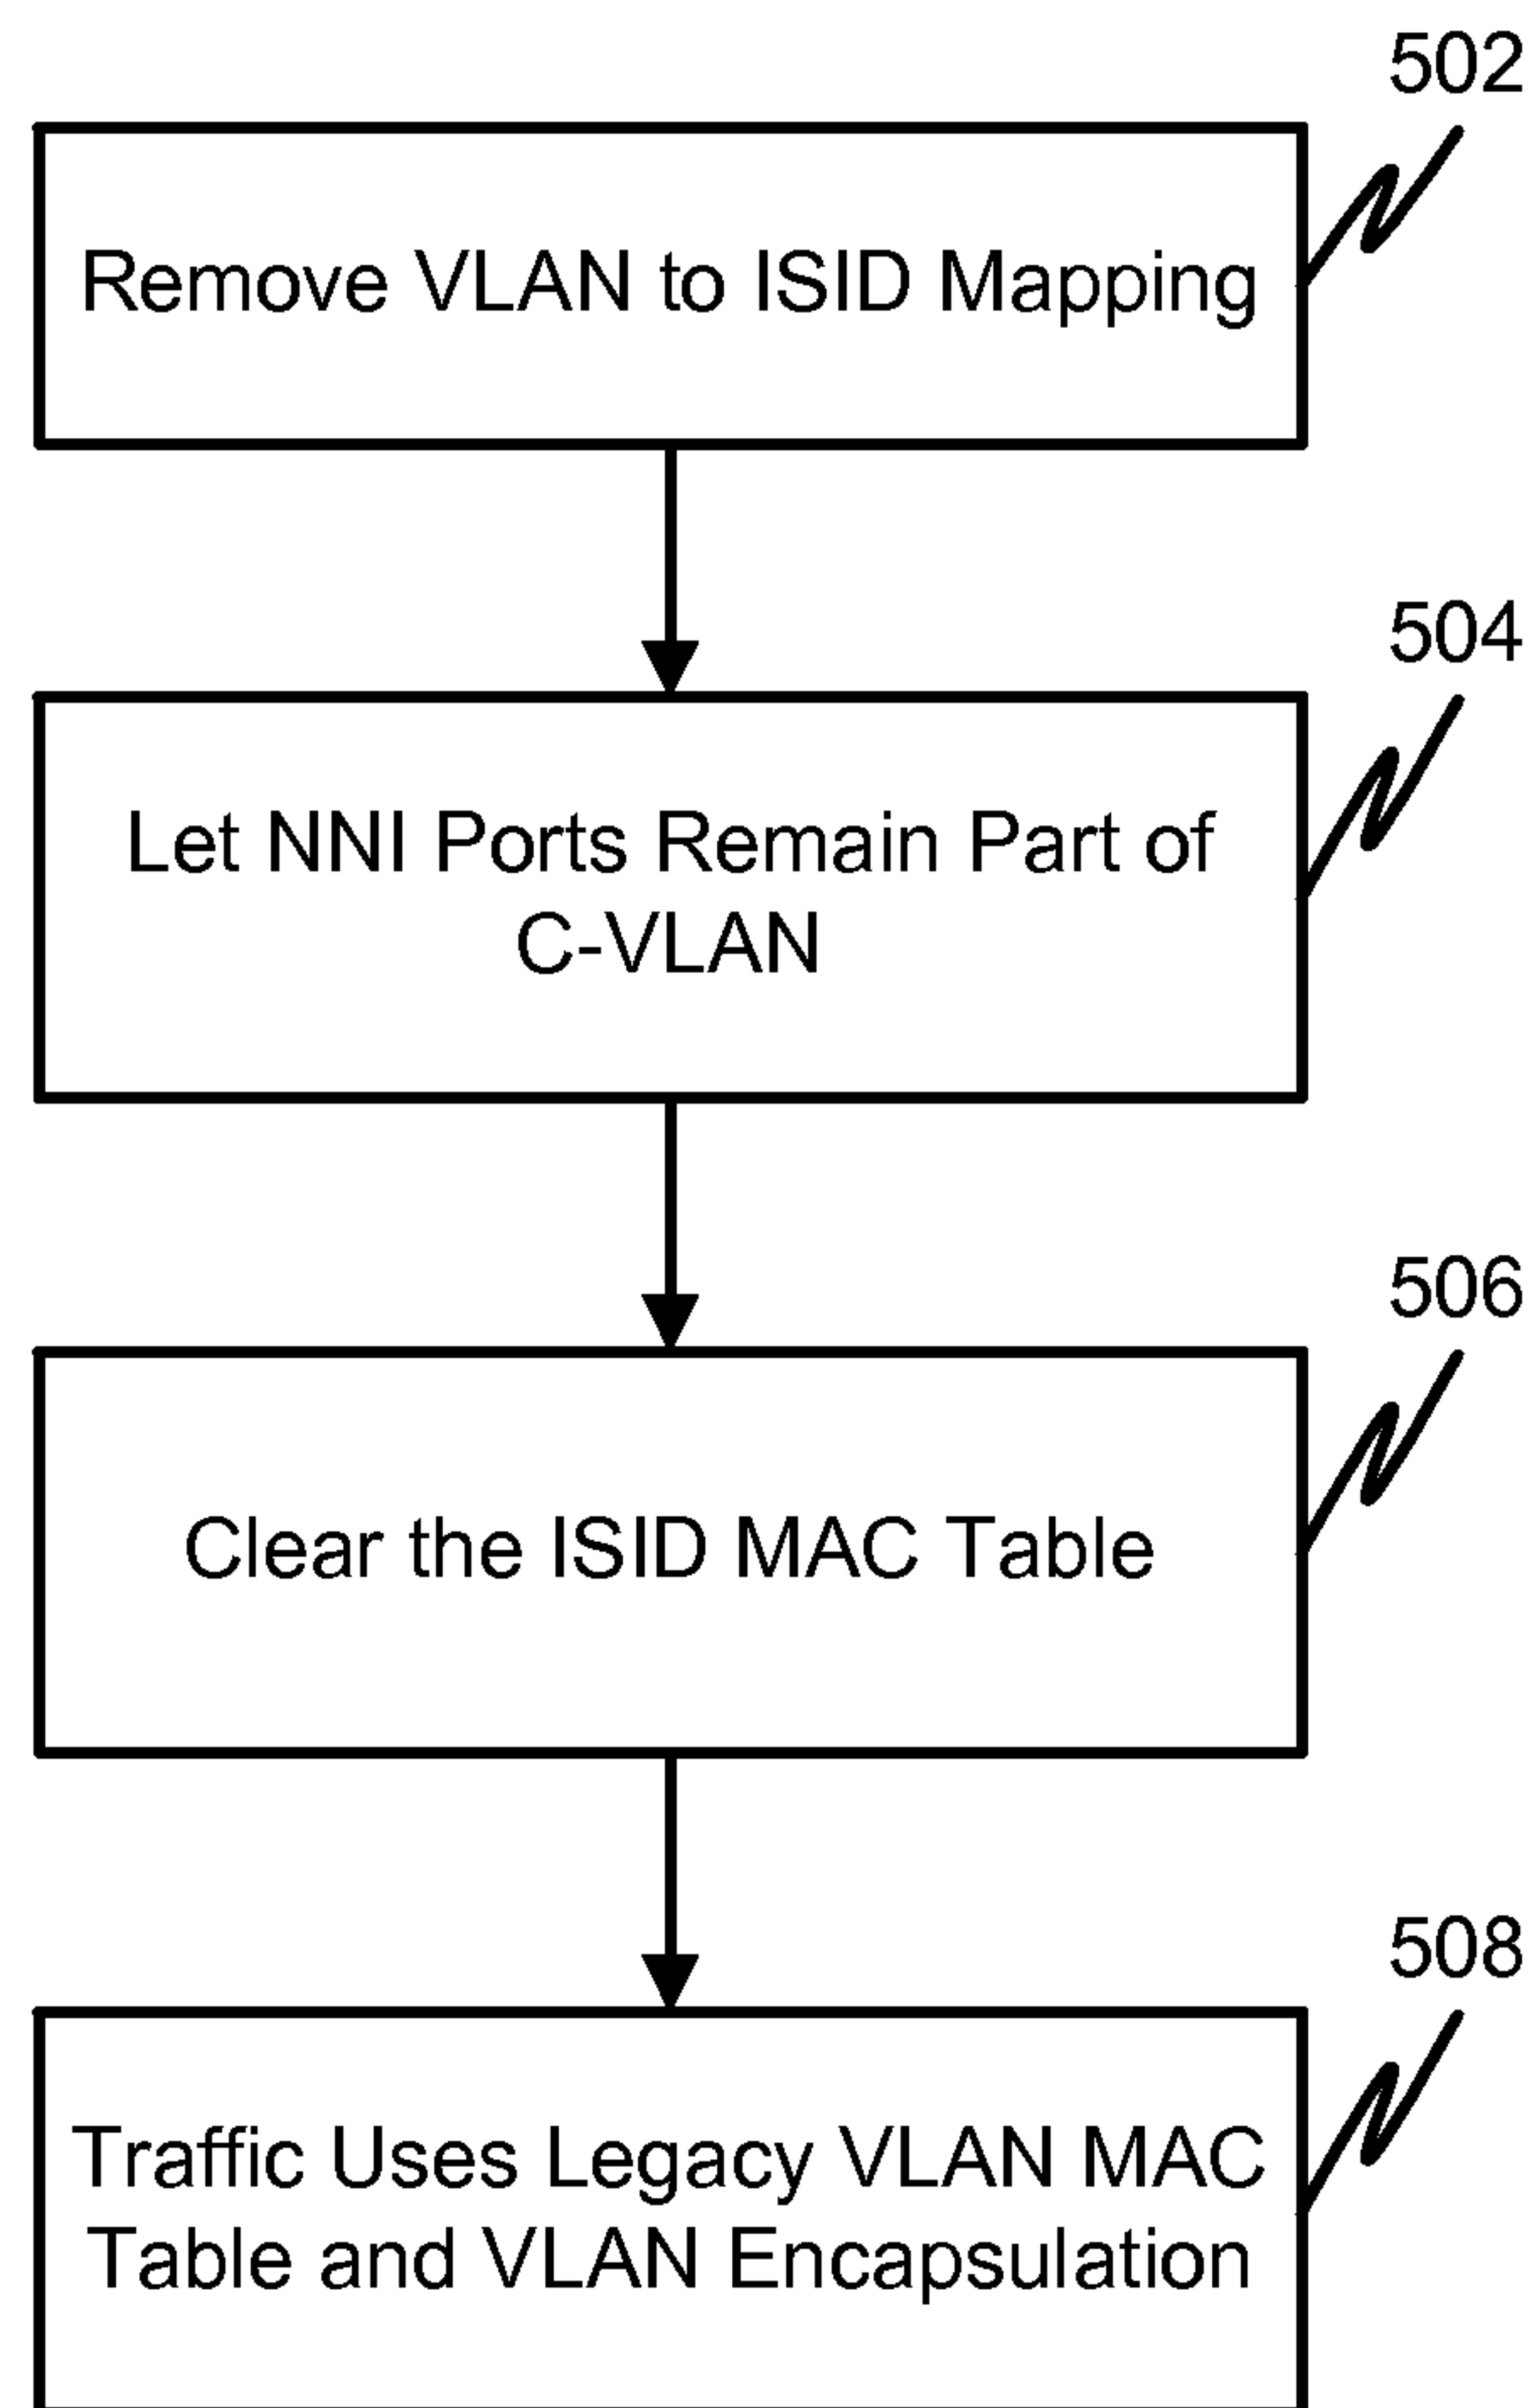 502
Remove VLAN to ISID Mapping
504
Let NNI Ports Remain Part of
C-VLAN
506
Clear the ISID MAC Table
508
Traffic Uses Legacy VLAN MAC
Table and VLAN Encapsulation